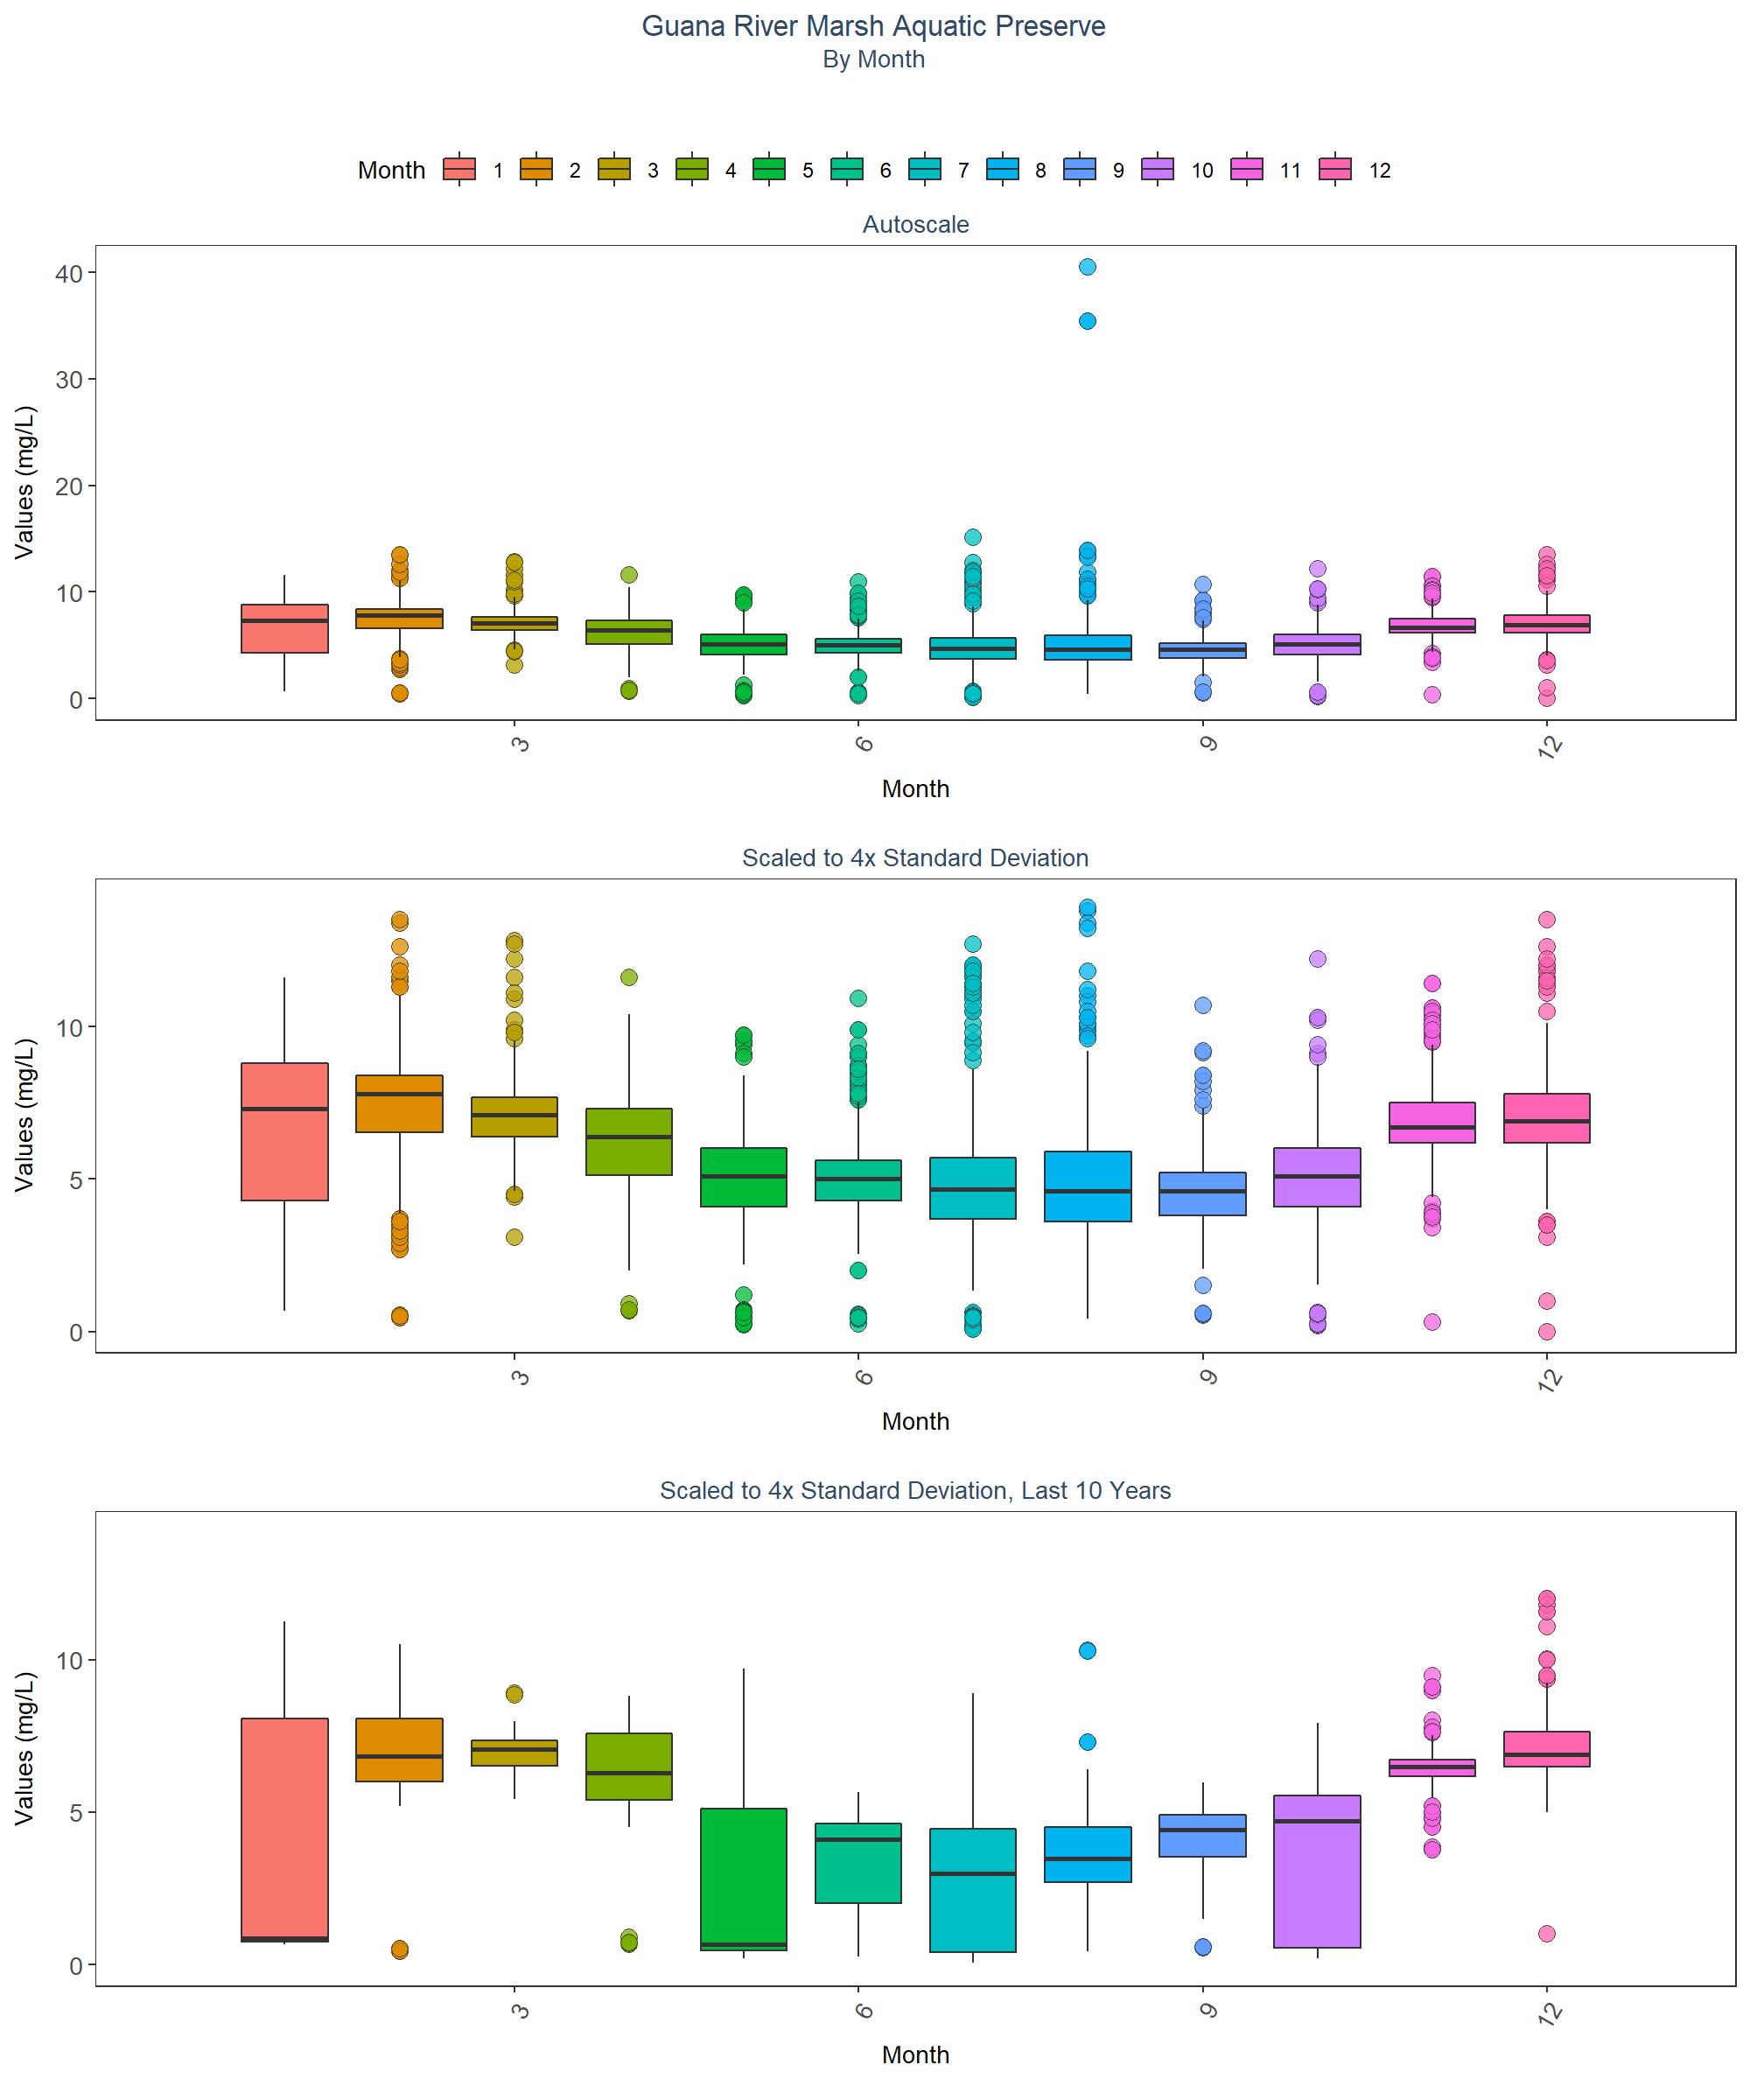 Guana River Marsh Aquatic Preserve
By Month
Month 1 2 3 4 5 6 7 8 9 10 11 12
Autoscale
40
30
20
10
0
Values (mg/L)
3 6 9 12
Month
Scaled to 4x Standard Deviation
10
5
0
Values (mg/L)
3 6 9 12
Month
Scaled to 4x Standard Deviation, Last 10 Years
10
5
0
Values (mg/L)
3 6 9 12
Month